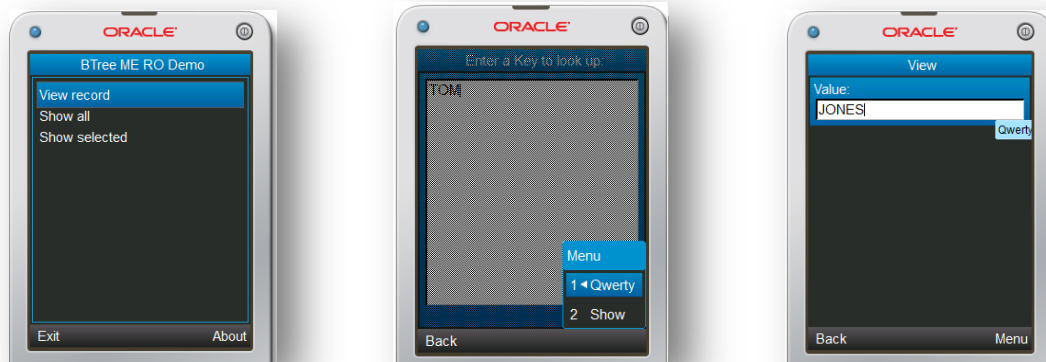 ORACLE
BTree ME RO Demo
View record
Show all
Show selected
Exit
About
ORACLE
Enter a Key to look up:
TOM
Menu
1 Qwerty
2 Show
Back
ORACLE
View
Value:
JONES
Qwerty
Back
Menu